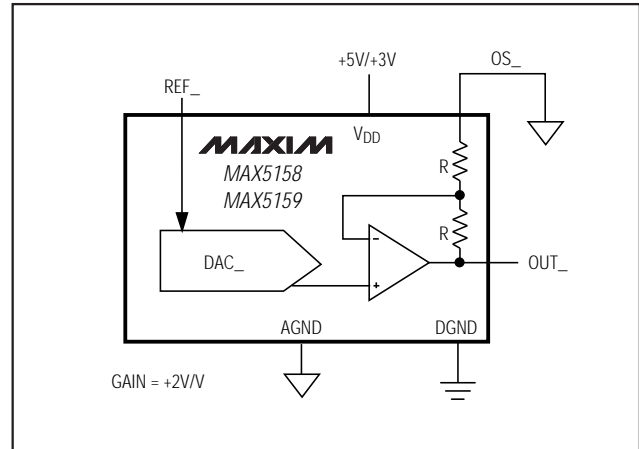 +5V/+3V
OS_
REF_
VDD
MAXIM
MAX5158
MAX5159
R
R
DAC_
−
+
OUT_
AGND
DGND
GAIN = +2V/V